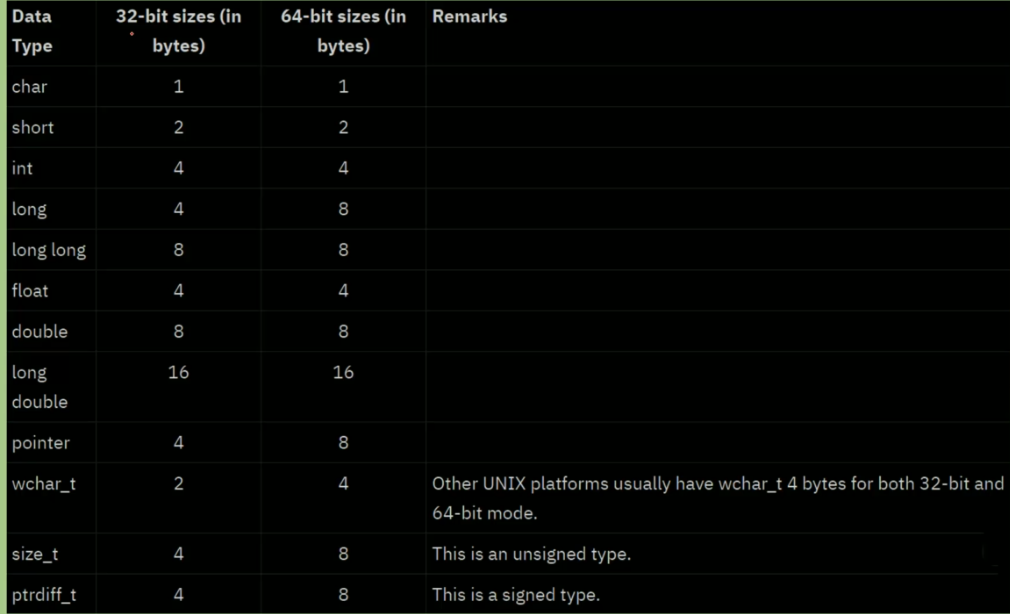 Data Type 32-bit sizes (in bytes) 64-bit sizes (in bytes) Remarks
char 1 1
short 2 2
int 4 4
long 4 8
long long 8 8
float 4 4
double 8 8
long double 16 16
pointer 4 8
wchar_t 2 4 Other UNIX platforms usually have wchar_t 4 bytes for both 32-bit and
64-bit mode.
size_t 4 8 This is an unsigned type.
ptrdiff_t 4 8 This is a signed type.